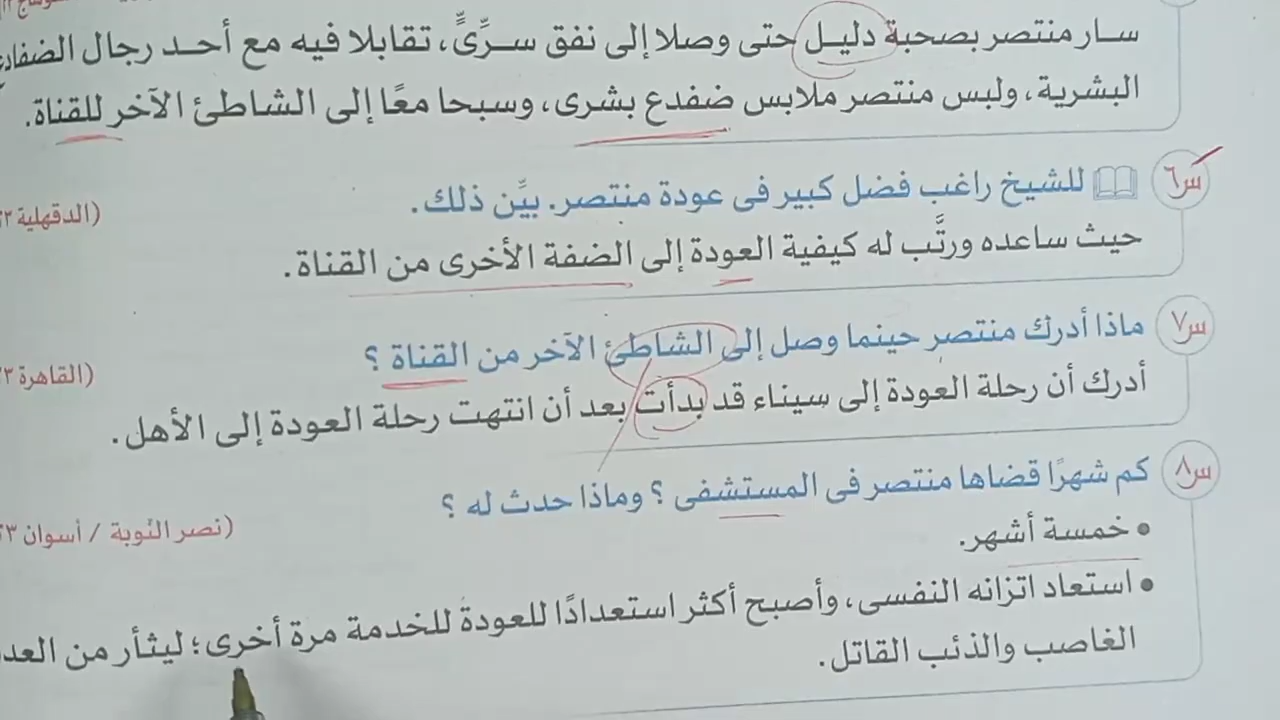 سار منتصر بصحبة دليل حتى وصلا إلى نفق سرِّىٍّ، تقابلا فيه مع أحد رجال الضفادع
البشرية، ولبس منتصر ملابس ضفدع بشرى، وسبحا معًا إلى الشاطئ الآخر للقناة.
س٦ للشيخ راغب فضل كبير فى عودة منتصر. بيِّن ذلك. (الدقهلية
حيث ساعده ورتَّب له كيفية العودة إلى الضفة الأخرى من القناة.
س٧ ماذا أدرك منتصر حينما وصل إلى الشاطئ الآخر من القناة ؟ (القاهرة
أدرك أن رحلة العودة إلى سيناء قد بدأت بعد أن انتهت رحلة العودة إلى الأهل.
س٨ كم شهرًا قضاها منتصر فى المستشفى ؟ وماذا حدث له ؟ (نصر النوبة / أسوان
• خمسة أشهر.
• استعاد اتزانه النفسى، وأصبح أكثر استعدادًا للعودة للخدمة مرة أخرى؛ ليثأر من
الغاصب والذئب القاتل.